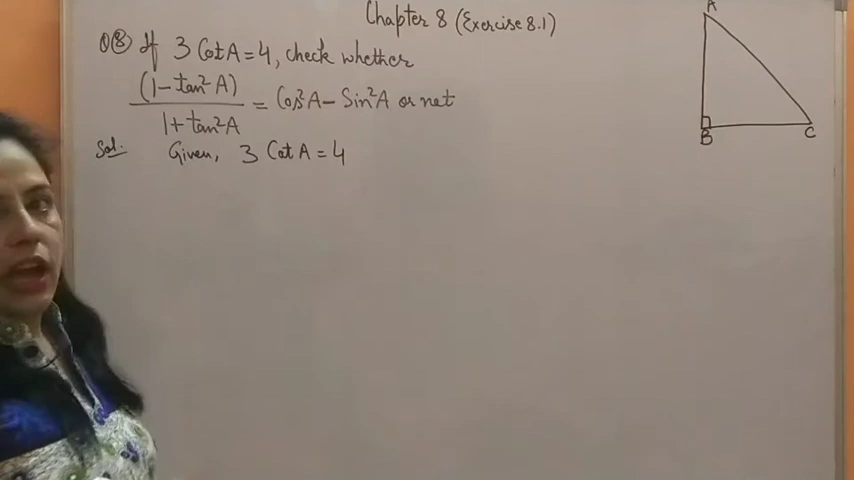 Chapter 8 (Exercise 8.1)
Q⑧ If 3 Cot A = 4, check whether
(1 - tan² A) / 1 + tan² A = Cos² A - Sin² A or not
Sol. Given, 3 Cot A = 4
A
B
C